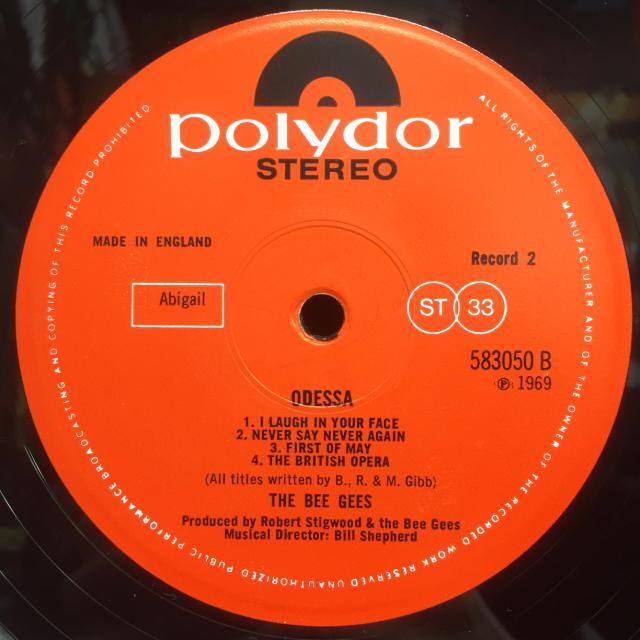 polydor
STEREO
MADE IN ENGLAND
Record 2
Abigail
ST 33
583050 B
℗ 1969
ODESSA
1. I LAUGH IN YOUR FACE
2. NEVER SAY NEVER AGAIN
3. FIRST OF MAY
4. THE BRITISH OPERA
(All titles written by B., R. & M. Gibb)
THE BEE GEES
Produced by Robert Stigwood & the Bee Gees
Musical Director: Bill Shepherd
ALL RIGHTS OF THE MANUFACTURER AND OF THE OWNER OF THE RECORDED WORK RESERVED UNAUTHORIZED PUBLIC PERFORMANCE BROADCASTING AND COPYING OF THIS RECORD PROHIBITED